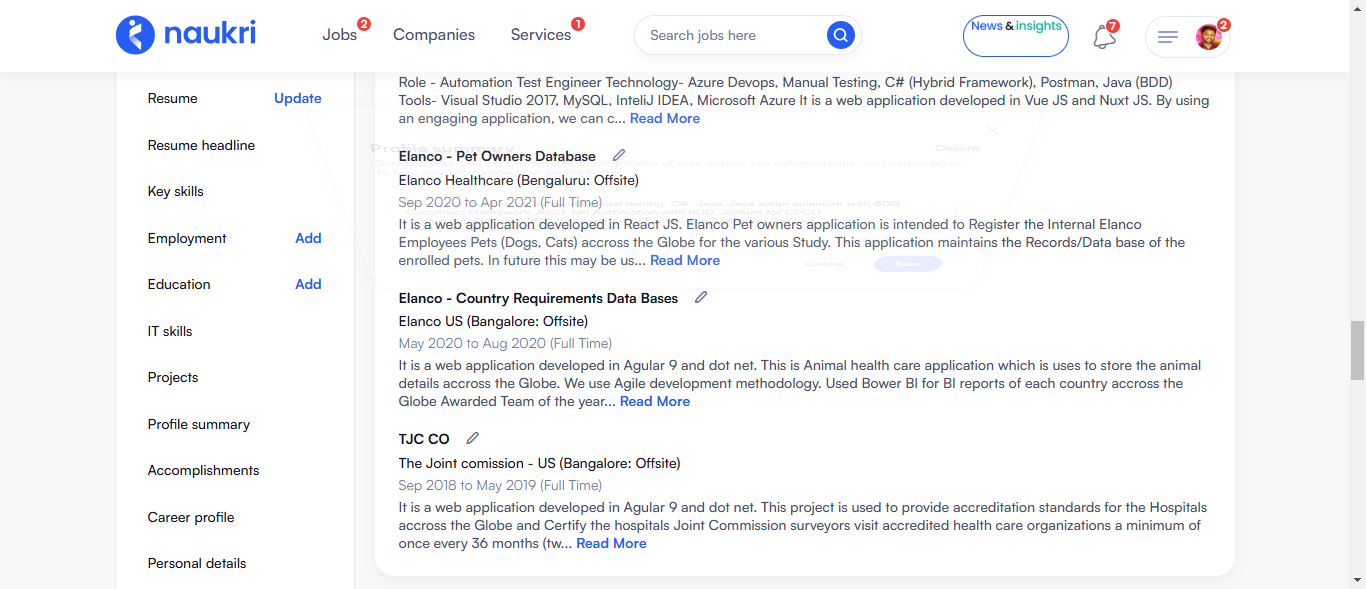 naukri
Jobs 2
Companies
Services 1
Search jobs here
News & insights
7
2
Resume Update
Resume headline
Key skills
Employment Add
Education Add
IT skills
Projects
Profile summary
Accomplishments
Career profile
Personal details
Role - Automation Test Engineer Technology- Azure Devops, Manual Testing, C# (Hybrid Framework), Postman, Java (BDD)
Tools- Visual Studio 2017, MySQL, InteliJ IDEA, Microsoft Azure It is a web application developed in Vue JS and Nuxt JS. By using
an engaging application, we can c... Read More
Profile summary
Delete
Elanco - Pet Owners Database
Elanco Healthcare (Bengaluru: Offsite)
Sep 2020 to Apr 2021 (Full Time)
It is a web application developed in React JS. Elanco Pet owners application is intended to Register the Internal Elanco
Employees Pets (Dogs, Cats) accross the Globe for the various Study. This application maintains the Records/Data base of the
enrolled pets. In future this may be us... Read More
Cancel
Save
Elanco - Country Requirements Data Bases
Elanco US (Bangalore: Offsite)
May 2020 to Aug 2020 (Full Time)
It is a web application developed in Agular 9 and dot net. This is Animal health care application which is uses to store the animal
details accross the Globe. We use Agile development methodology. Used Bower BI for BI reports of each country accross the
Globe Awarded Team of the year... Read More
TJC CO
The Joint comission - US (Bangalore: Offsite)
Sep 2018 to May 2019 (Full Time)
It is a web application developed in Agular 9 and dot net. This project is used to provide accreditation standards for the Hospitals
accross the Globe and Certify the hospitals Joint Commission surveyors visit accredited health care organizations a minimum of
once every 36 months (tw... Read More